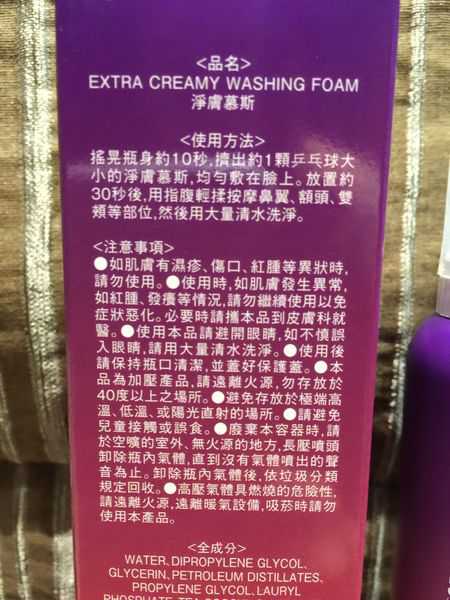 <品名>
EXTRA CREAMY WASHING FOAM
淨膚慕斯
<使用方法>
搖晃瓶身約10秒,擠出約1顆乒乓球大
小的淨膚慕斯,均勻敷在臉上。放置約
30秒後,用指腹輕揉按摩鼻翼、額頭、雙
頰等部位,然後用大量清水洗淨。
<注意事項>
●如肌膚有濕疹、傷口、紅腫等異狀時,
請勿使用。●使用時,如肌膚發生異常,
如紅腫、發癢等情況,請勿繼續使用以免
症狀惡化。必要時請攜本品到皮膚科就
醫。●使用本品請避開眼睛,如不慎誤
入眼睛,請用大量清水洗淨。●使用後
請保持瓶口清潔,並蓋好保護蓋。●本
品為加壓產品,請遠離火源,勿存放於
40度以上之場所。●避免存放於極端高
溫、低溫、或陽光直射的場所。●請避免
兒童接觸或誤食。●廢棄本容器時,請
於空曠的室外、無火源的地方,長壓噴頭
卸除瓶內氣體,直到沒有氣體噴出的聲
音為止。卸除瓶內氣體後,依垃圾分類
規定回收。●高壓氣體具燃燒的危險性,
請遠離火源,遠離暖氣設備,吸菸時請勿
使用本產品。
<全成分>
WATER, DIPROPYLENE GLYCOL,
GLYCERIN, PETROLEUM DISTILLATES,
PROPYLENE GLYCOL, LAURYL